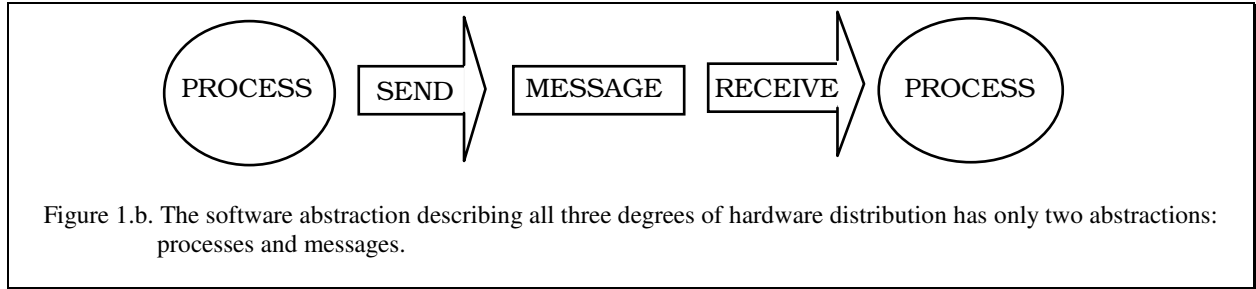 PROCESS SEND MESSAGE RECEIVE PROCESS
Figure 1.b. The software abstraction describing all three degrees of hardware distribution has only two abstractions:
processes and messages.